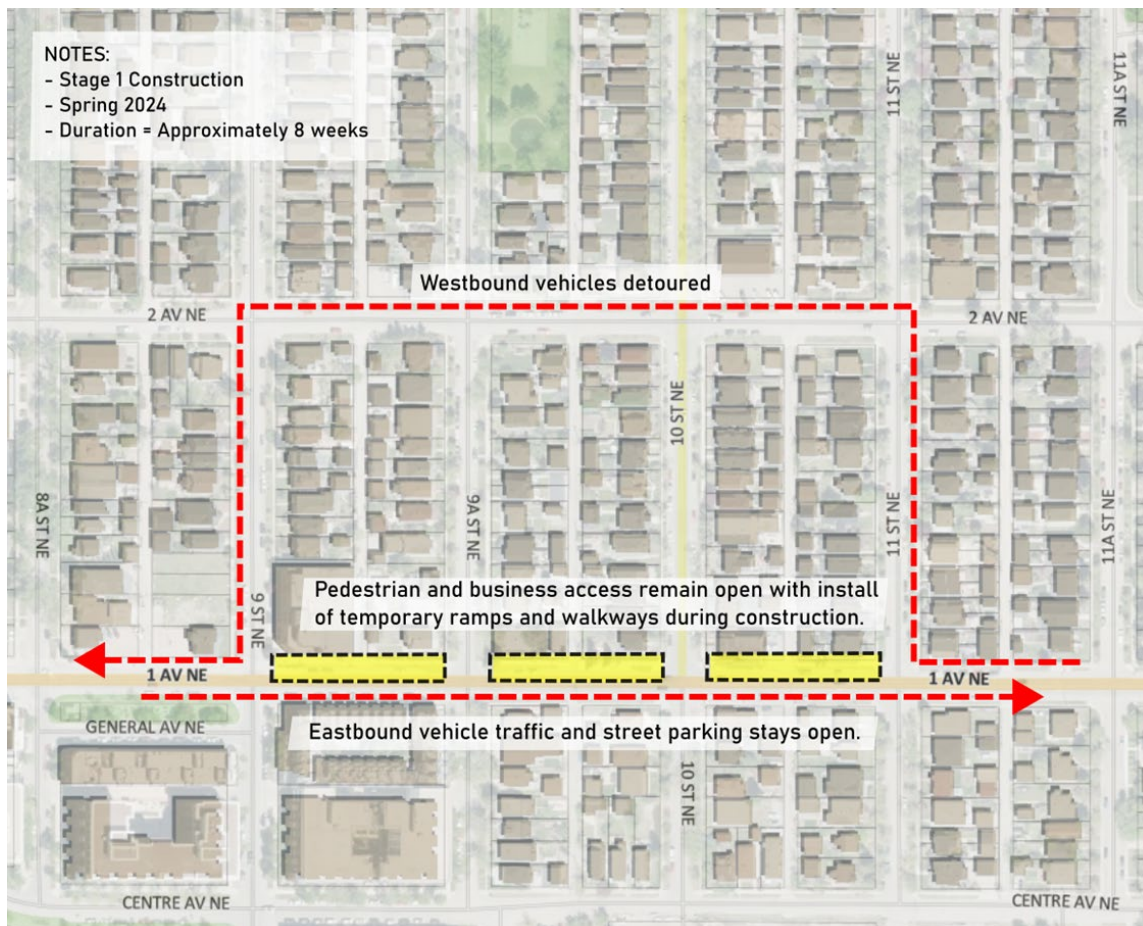 NOTES:
- Stage 1 Construction
- Spring 2024
- Duration = Approximately 8 weeks
11 ST NE
11A ST NE
Westbound vehicles detoured
2 AV NE
2 AV NE
10 ST NE
8A ST NE
9A ST NE
11 ST NE
11A ST NE
Pedestrian and business access remain open with install
of temporary ramps and walkways during construction.
9 ST NE
1 AV NE
1 AV NE
GENERAL AV NE
Eastbound vehicle traffic and street parking stays open.
10 ST NE
CENTRE AV NE
CENTRE AV NE